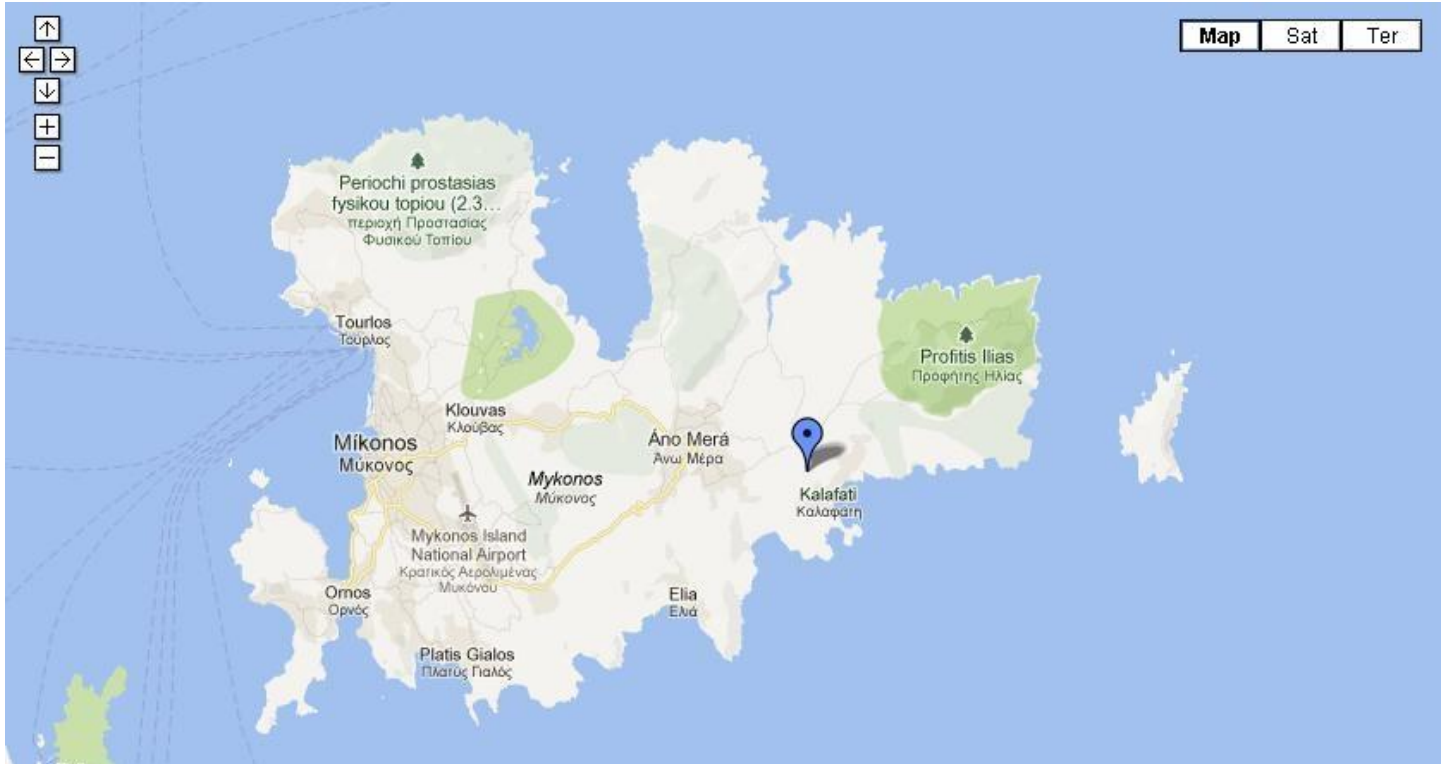 Map Sat Ter
Periochi prostasias
fysikou topiou (2.3...
περιοχή Προστασίας
Φυσικού Τοπίου
Tourlos
Τούρλος
Profitis Ilias
Προφήτης Ηλίας
Klouvas
Κλούβας
Míkonos
Μύκονος
Áno Merá
Άνω Μέρα
Mykonos
Μύκονος
Kalafati
Καλαφάτη
Mykonos Island
National Airport
Κρατικός Αερολιμένας
Μυκόνου
Ornos
Ορνός
Elia
Ελιά
Platis Gialos
Πλατύς Γιαλός